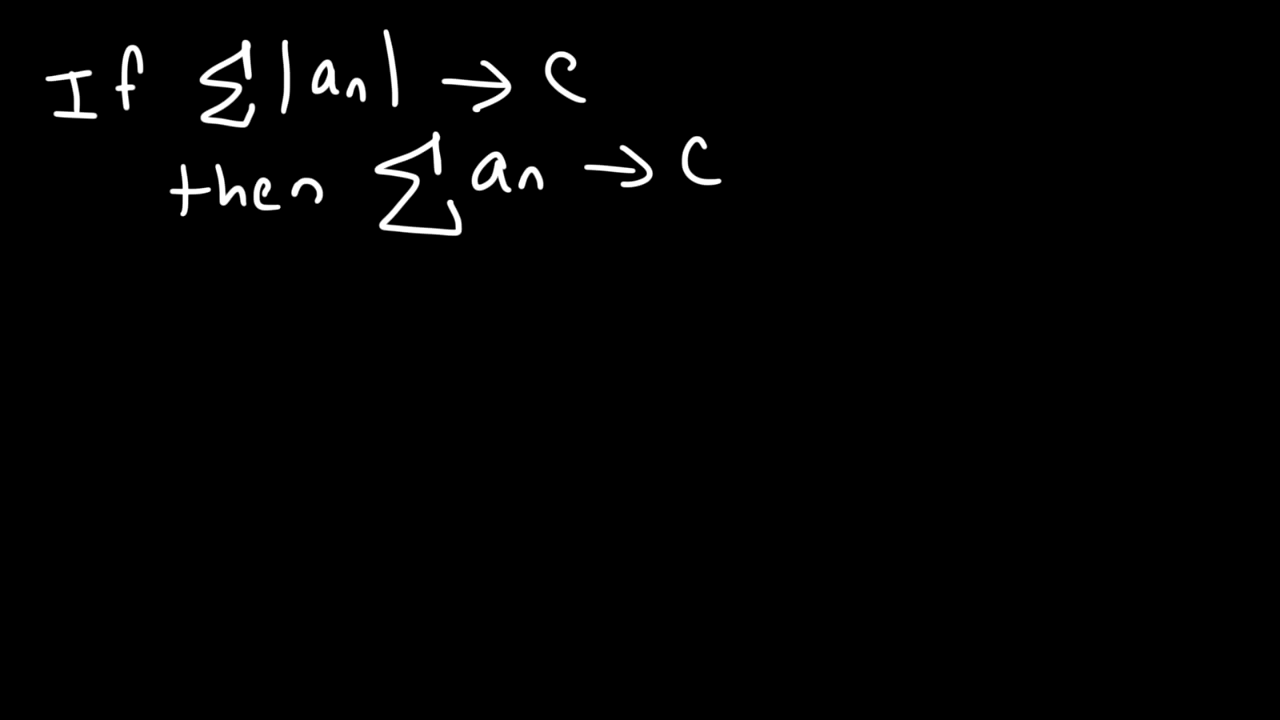 If Σ|an| → C
then Σ an → C